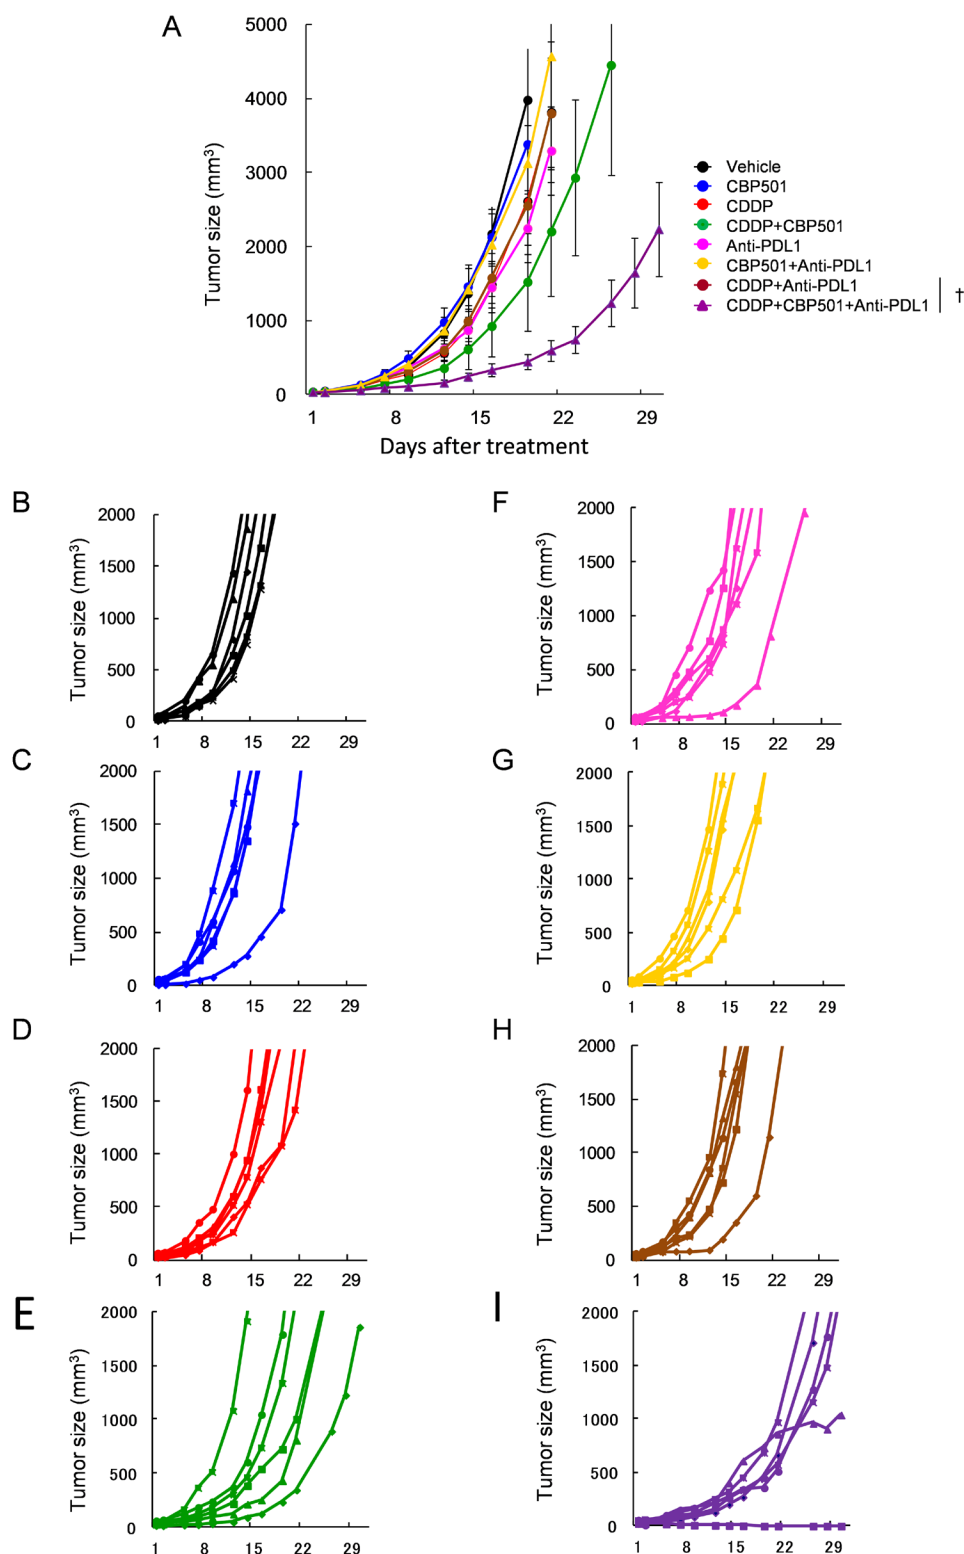 A
Tumor size (mm³)
5000
4000
3000
2000
1000
0
1 8 15 22 29
Days after treatment
Vehicle
CBP501
CDDP
CDDP+CBP501
Anti-PDL1
CBP501+Anti-PDL1
CDDP+Anti-PDL1
CDDP+CBP501+Anti-PDL1
†
B
Tumor size (mm³)
2000
1500
1000
500
0
1 8 15 22 29
C
Tumor size (mm³)
2000
1500
1000
500
0
1 8 15 22 29
D
Tumor size (mm³)
2000
1500
1000
500
0
1 8 15 22 29
E
Tumor size (mm³)
2000
1500
1000
500
0
1 8 15 22 29
F
Tumor size (mm³)
2000
1500
1000
500
0
1 8 15 22 29
G
Tumor size (mm³)
2000
1500
1000
500
0
1 8 15 22 29
H
Tumor size (mm³)
2000
1500
1000
500
0
1 8 15 22 29
I
Tumor size (mm³)
2000
1500
1000
500
0
1 8 15 22 29